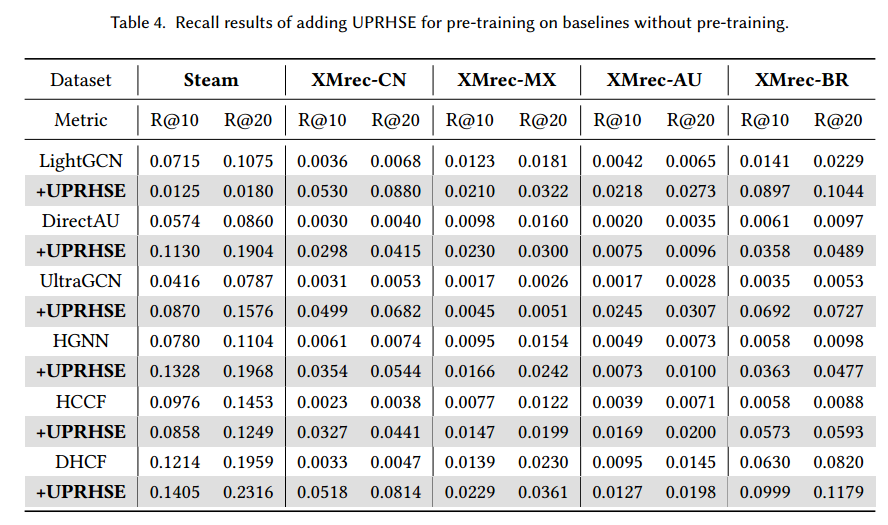 Table 4. Recall results of adding UPRHSE for pre-training on baselines without pre-training.
Dataset Steam XMrec-CN XMrec-MX XMrec-AU XMrec-BR
Metric R@10 R@20 R@10 R@20 R@10 R@20 R@10 R@20 R@10 R@20
LightGCN 0.0715 0.1075 0.0036 0.0068 0.0123 0.0181 0.0042 0.0065 0.0141 0.0229
+UPRHSE 0.0125 0.0180 0.0530 0.0880 0.0210 0.0322 0.0218 0.0273 0.0897 0.1044
DirectAU 0.0574 0.0860 0.0030 0.0040 0.0098 0.0160 0.0020 0.0035 0.0061 0.0097
+UPRHSE 0.1130 0.1904 0.0298 0.0415 0.0230 0.0300 0.0075 0.0096 0.0358 0.0489
UltraGCN 0.0416 0.0787 0.0031 0.0053 0.0017 0.0026 0.0017 0.0028 0.0035 0.0053
+UPRHSE 0.0870 0.1576 0.0499 0.0682 0.0045 0.0051 0.0245 0.0307 0.0692 0.0727
HGNN 0.0780 0.1104 0.0061 0.0074 0.0095 0.0154 0.0049 0.0073 0.0058 0.0098
+UPRHSE 0.1328 0.1968 0.0354 0.0544 0.0166 0.0242 0.0073 0.0100 0.0363 0.0477
HCCF 0.0976 0.1453 0.0023 0.0038 0.0077 0.0122 0.0039 0.0071 0.0058 0.0088
+UPRHSE 0.0858 0.1249 0.0327 0.0441 0.0147 0.0199 0.0169 0.0200 0.0573 0.0593
DHCF 0.1214 0.1959 0.0033 0.0047 0.0139 0.0230 0.0095 0.0145 0.0630 0.0820
+UPRHSE 0.1405 0.2316 0.0518 0.0814 0.0229 0.0361 0.0127 0.0198 0.0999 0.1179